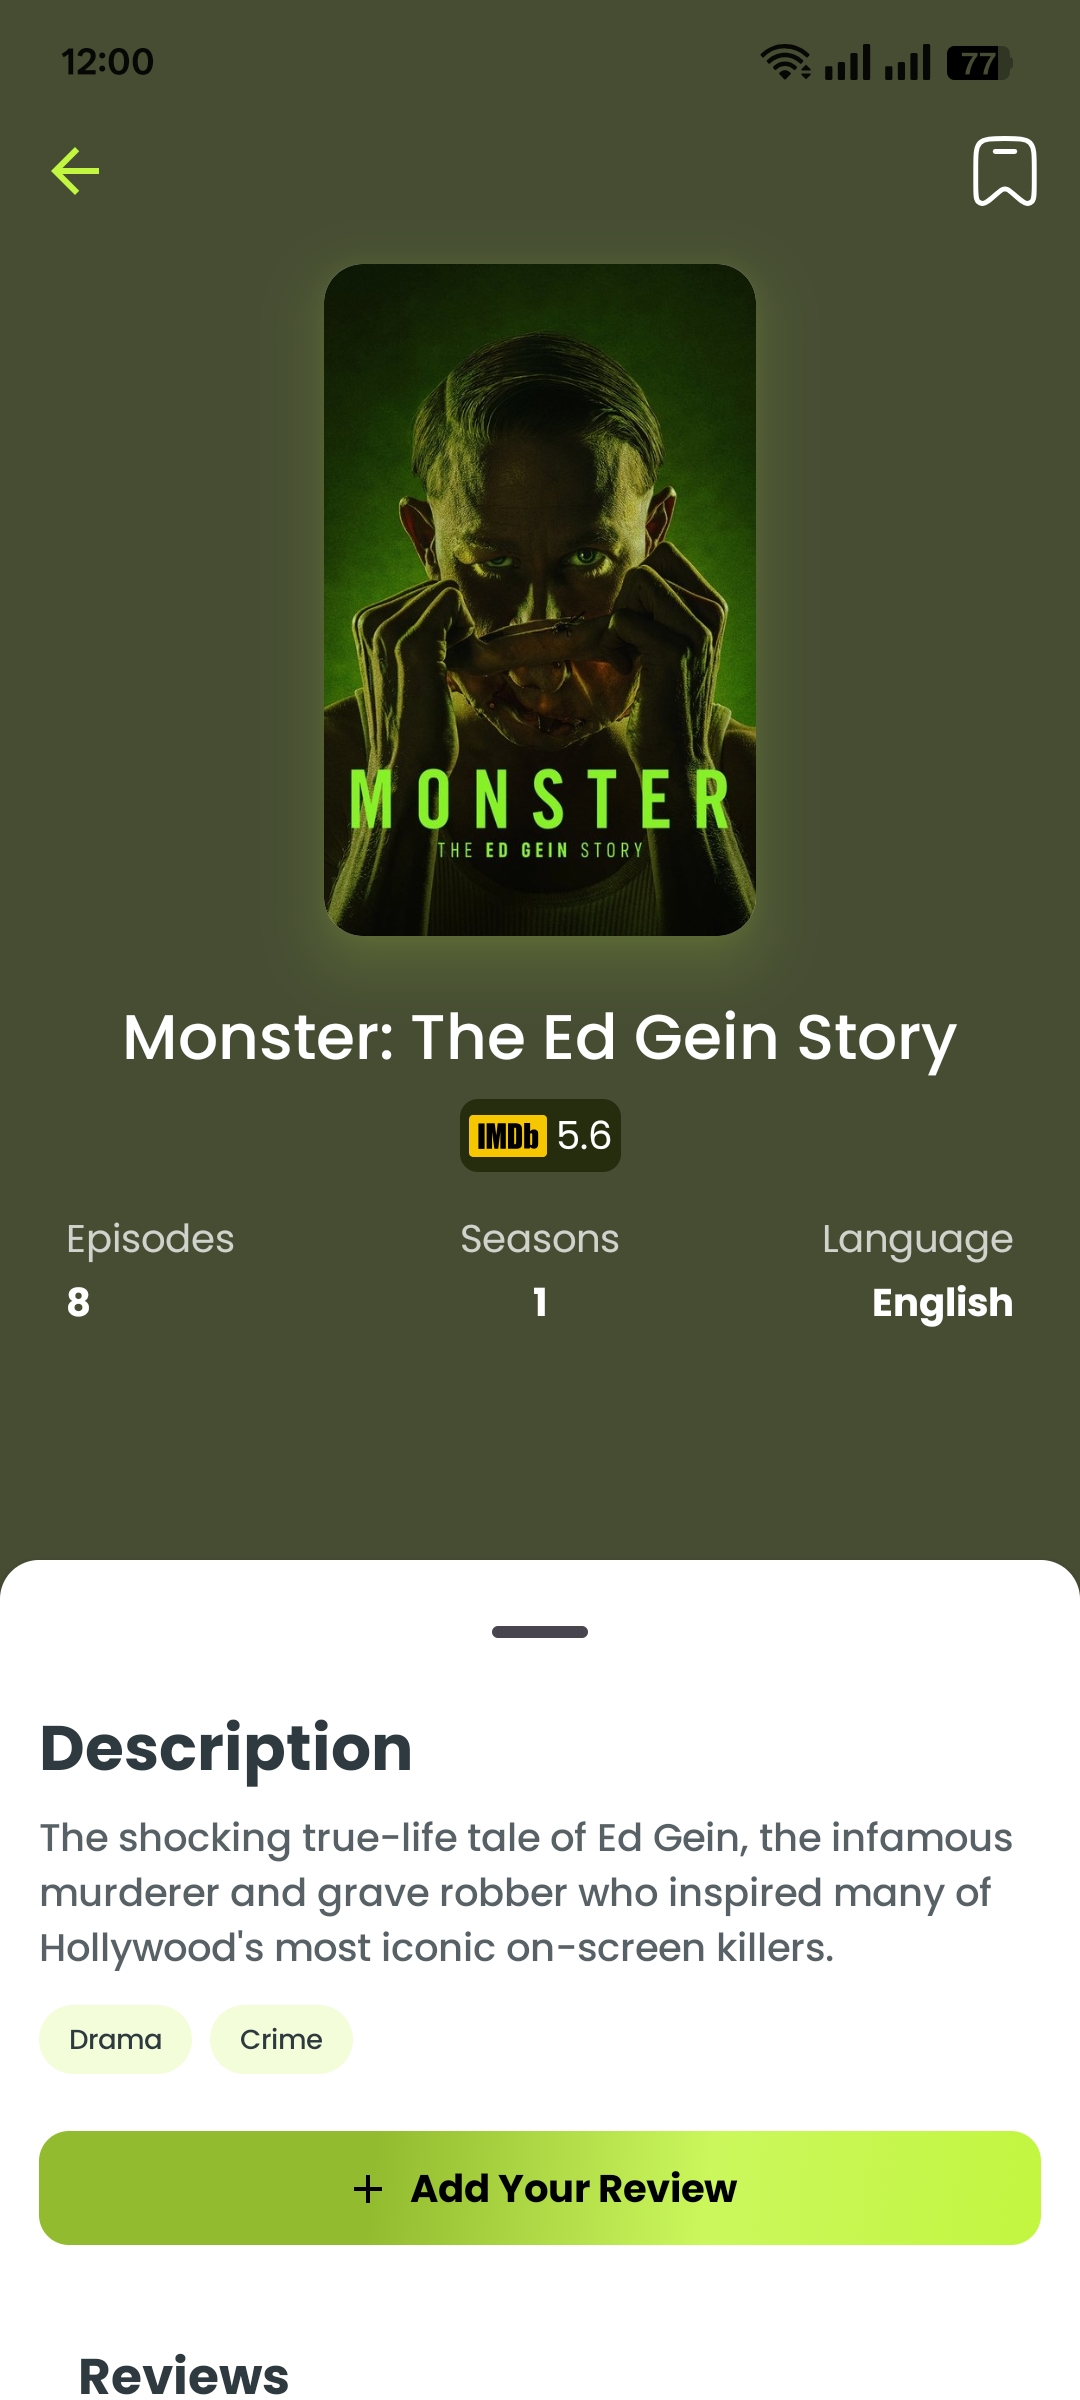 12:00
77
MONSTER
THE ED GEIN STORY
Monster: The Ed Gein Story
IMDb 5.6
Episodes Seasons Language
8 1 English
Description
The shocking true-life tale of Ed Gein, the infamous
murderer and grave robber who inspired many of
Hollywood's most iconic on-screen killers.
Drama Crime
+ Add Your Review
Reviews